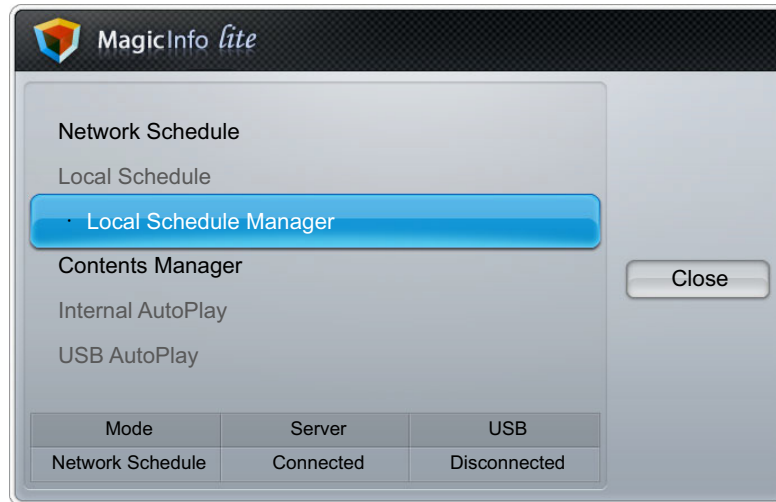 MagicInfo lite
Network Schedule
Local Schedule
· Local Schedule Manager
Contents Manager
Internal AutoPlay
USB AutoPlay
Close
Mode Server USB
Network Schedule Connected Disconnected